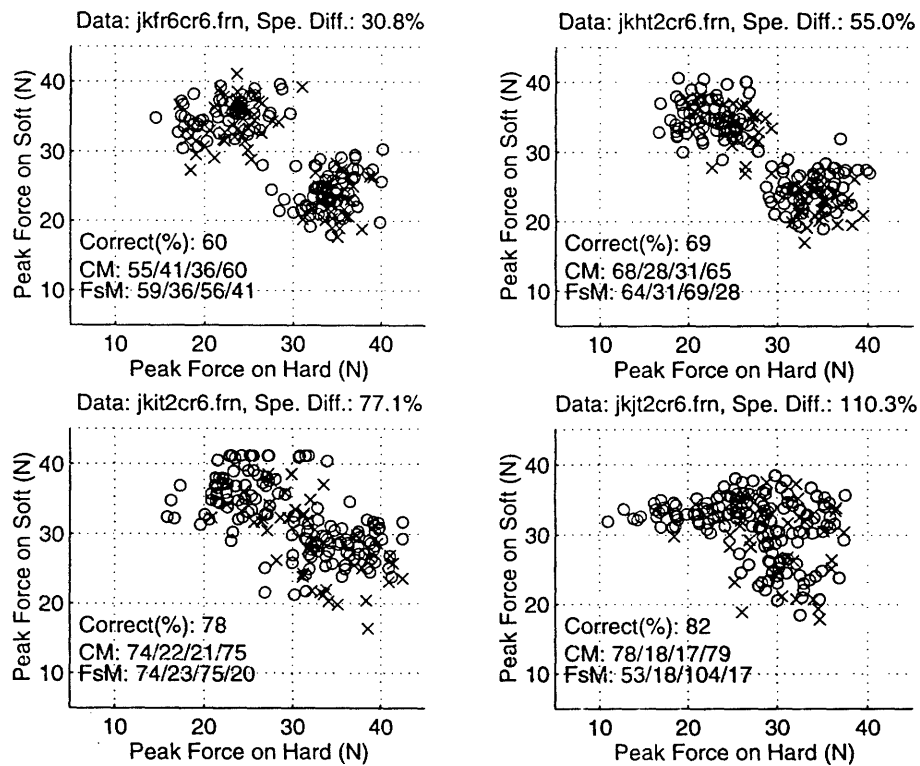 Data: jkfr6cr6.frn, Spe. Diff.: 30.8%
Peak Force on Soft (N)
40
30
20
10
Correct(%): 60
CM: 55/41/36/60
FsM: 59/36/56/41
10 20 30 40
Peak Force on Hard (N)
Data: jkht2cr6.frn, Spe. Diff.: 55.0%
Peak Force on Soft (N)
40
30
20
10
Correct(%): 69
CM: 68/28/31/65
FsM: 64/31/69/28
10 20 30 40
Peak Force on Hard (N)
Data: jkit2cr6.frn, Spe. Diff.: 77.1%
Peak Force on Soft (N)
40
30
20
10
Correct(%): 78
CM: 74/22/21/75
FsM: 74/23/75/20
10 20 30 40
Peak Force on Hard (N)
Data: jkjt2cr6.frn, Spe. Diff.: 110.3%
Peak Force on Soft (N)
40
30
20
10
Correct(%): 82
CM: 78/18/17/79
FsM: 53/18/104/17
10 20 30 40
Peak Force on Hard (N)